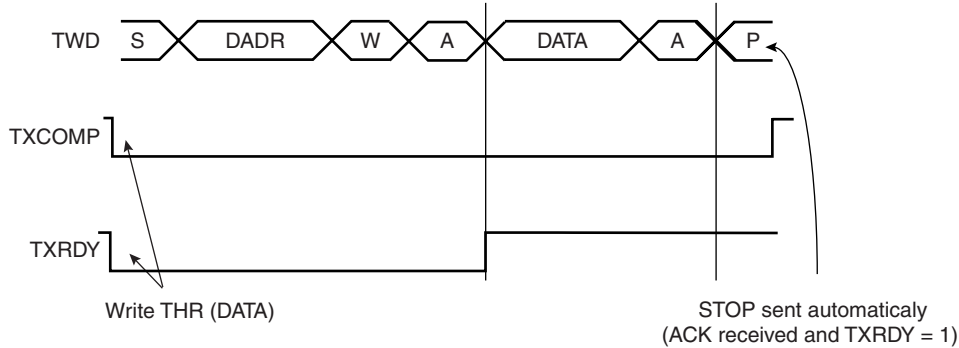 TWD S DADR W A DATA A P
TXCOMP
TXRDY
Write THR (DATA)
STOP sent automaticaly
(ACK received and TXRDY = 1)